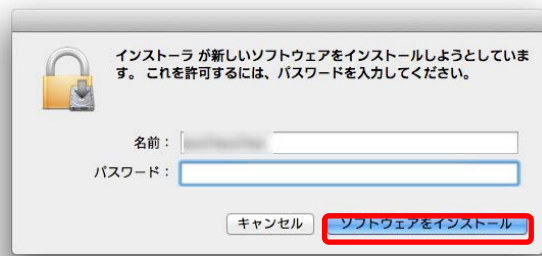 インストーラ が新しいソフトウェアをインストールしようとしていま
す。 これを許可するには、パスワードを入力してください。
名前：
パスワード：
キャンセル
ソフトウェアをインストール